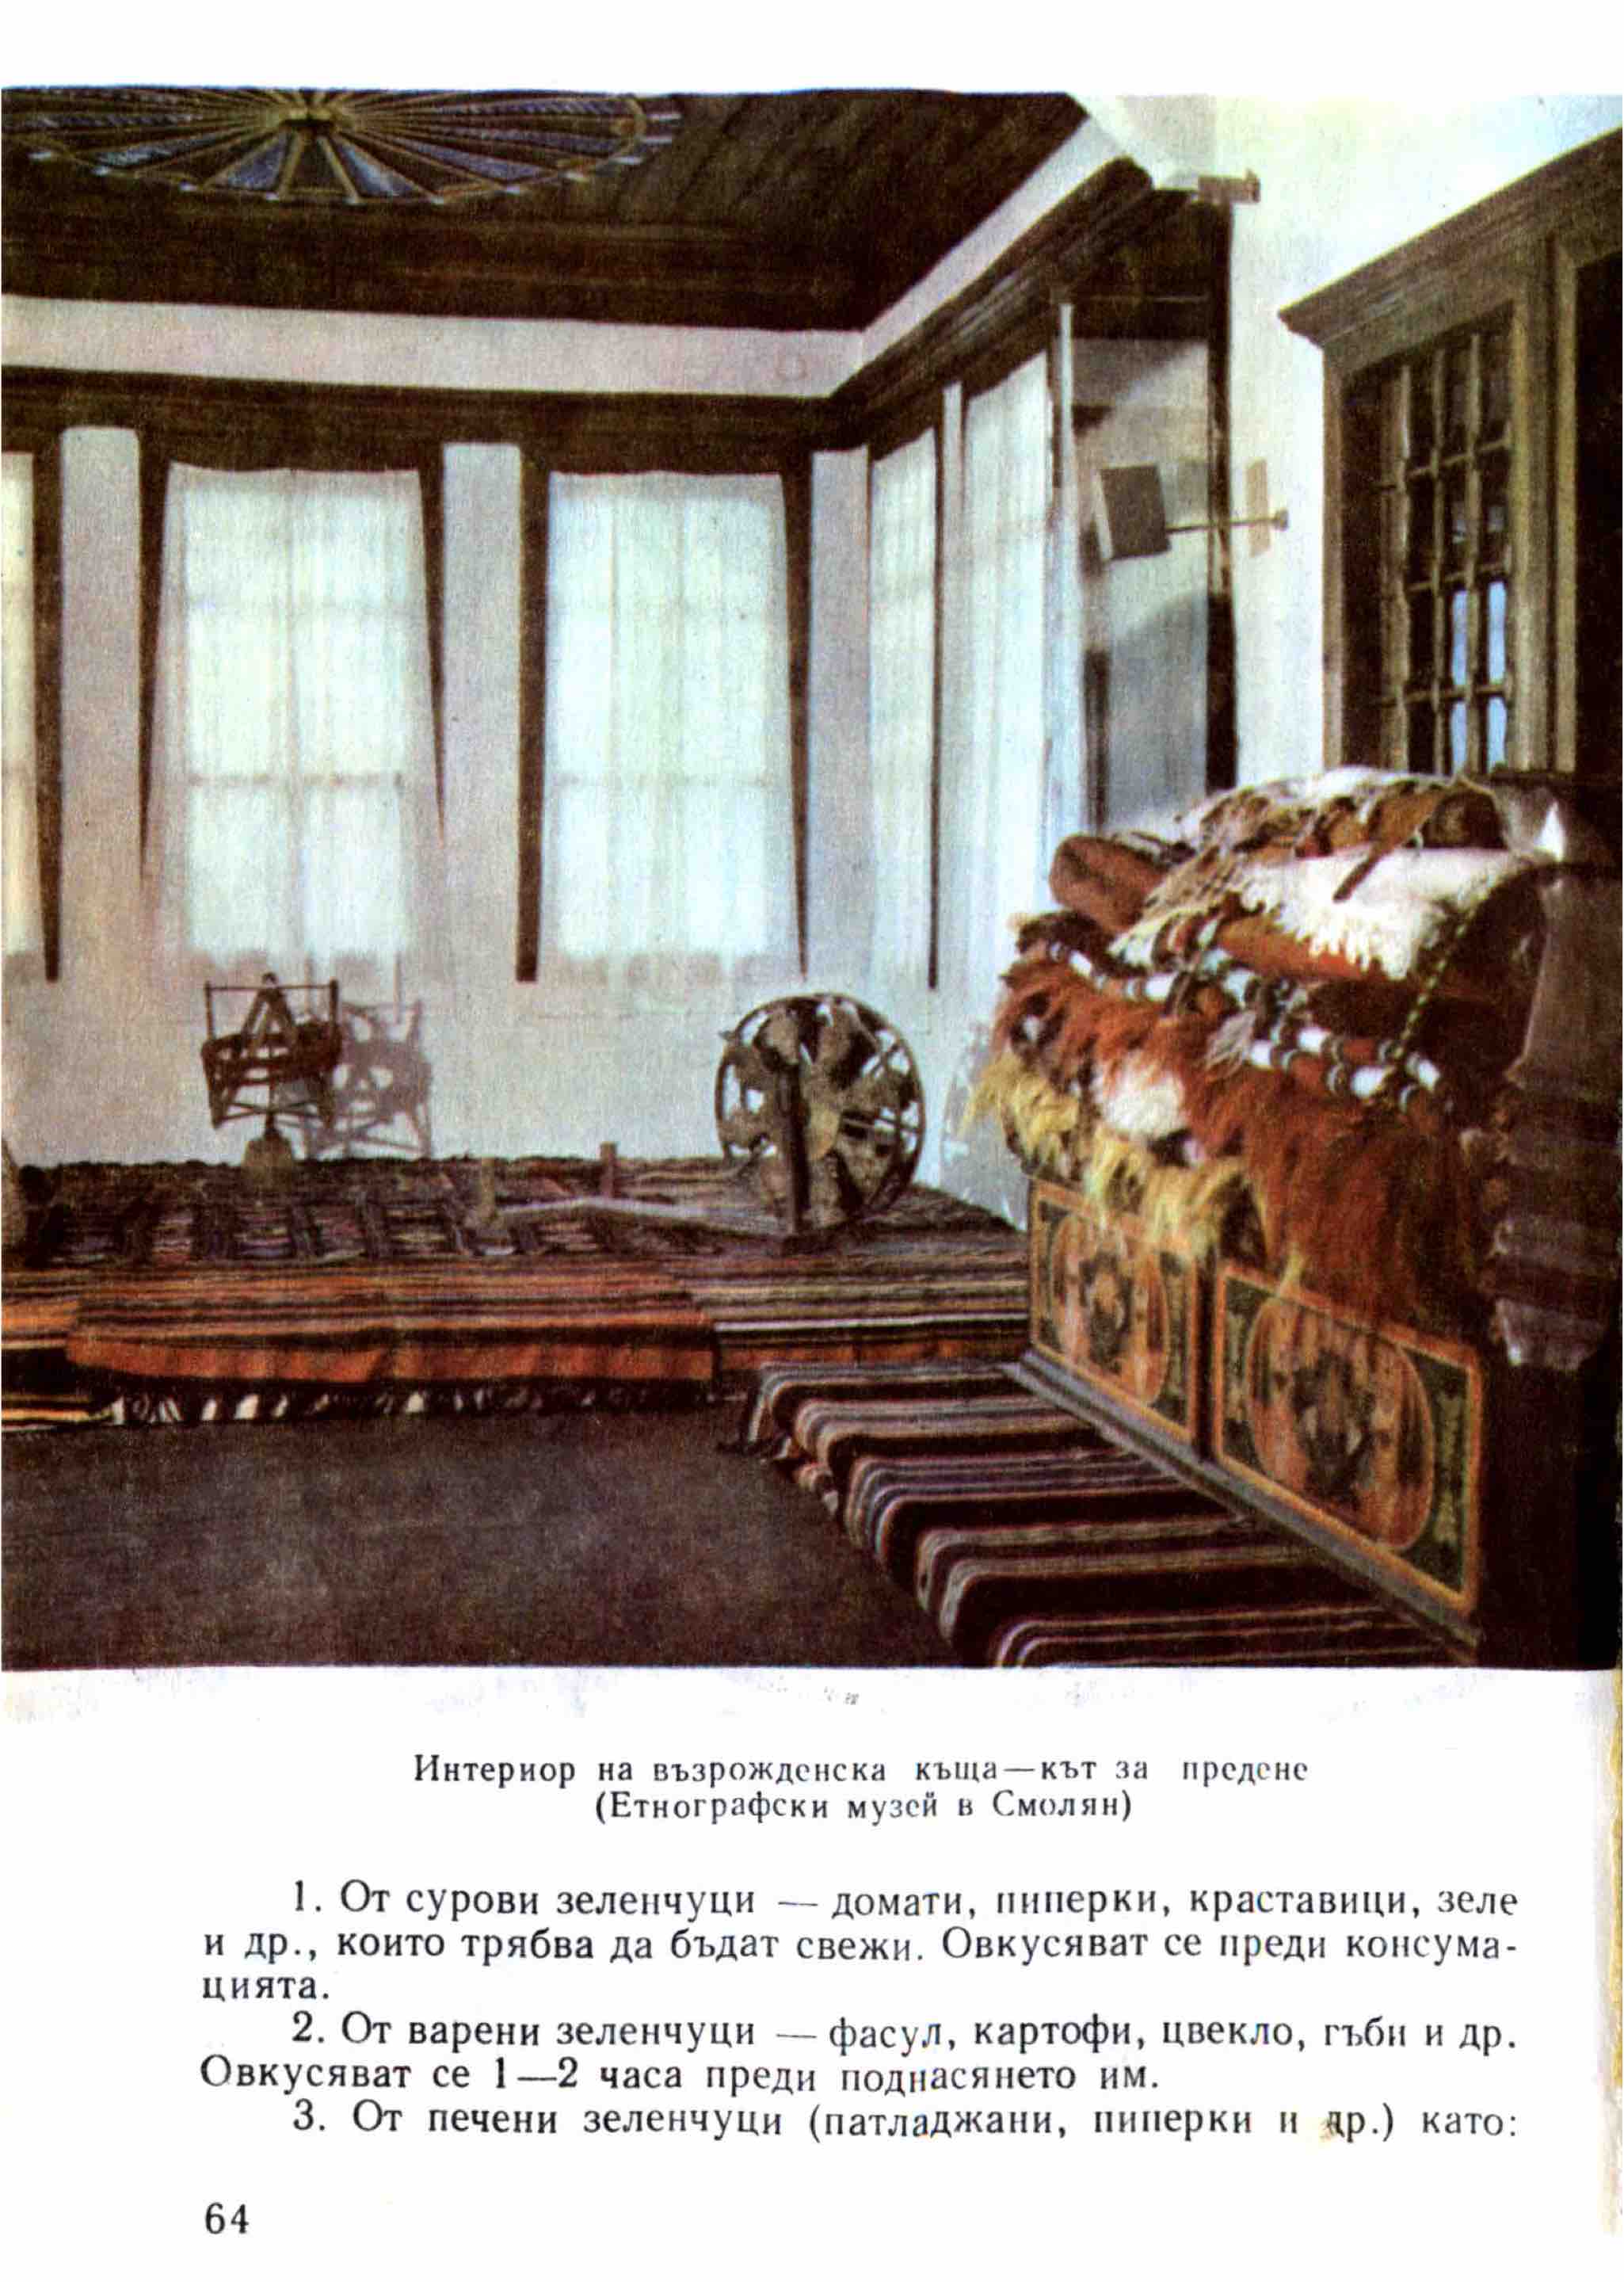 Интериор на възрожденска къща—кът за предене
(Етнографски музей в Смолян)
1. От сурови зеленчуци — домати, пиперки, краставици, зеле
и др., които трябва да бъдат свежи. Овкусяват се преди консума-
цията.
2. От варени зеленчуци — фасул, картофи, цвекло, гъби и др.
Овкусяват се 1—2 часа преди поднасянето им.
3. От печени зеленчуци (патладжани, пиперки и др.) като:
64